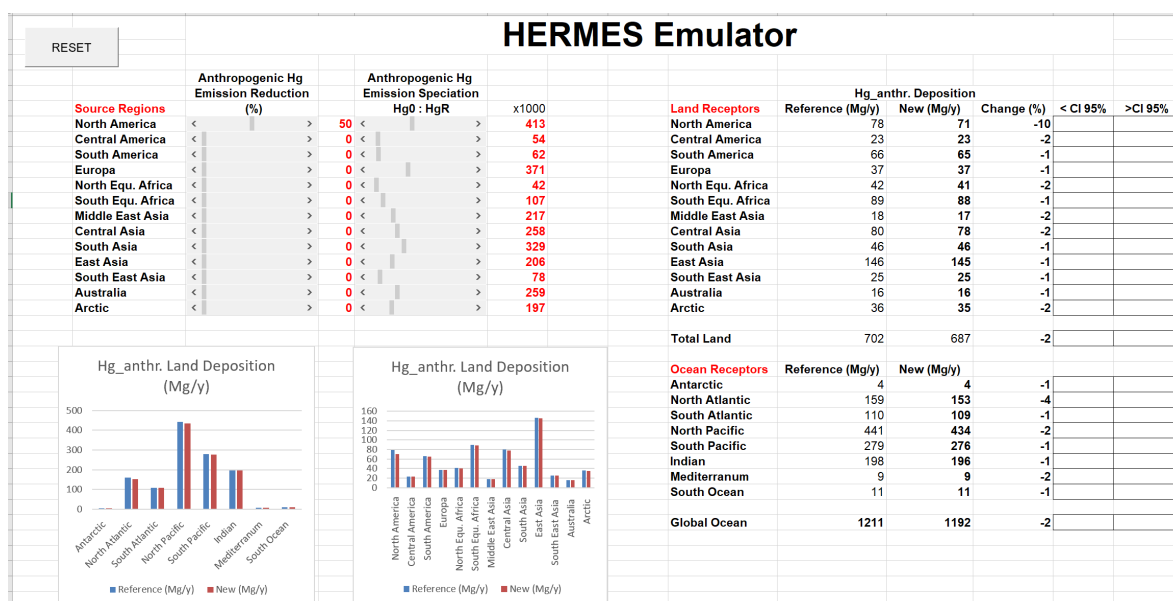 HERMES Emulator
RESET
Anthropogenic Hg Anthropogenic Hg
Emission Reduction Emission Speciation Hg_anthr. Deposition
Source Regions (%) Hg0 : HgR x1000 Land Receptors Reference (Mg/y) New (Mg/y) Change (%) < CI 95% >CI 95%
North America < > 50 < > 413 North America 78 71 -10
Central America < > 0 < > 54 Central America 23 23 -2
South America < > 0 < > 62 South America 66 65 -1
Europa < > 0 < > 371 Europa 37 37 -1
North Equ. Africa < > 0 < > 42 North Equ. Africa 42 41 -2
South Equ. Africa < > 0 < > 107 South Equ. Africa 89 88 -1
Middle East Asia < > 0 < > 217 Middle East Asia 18 17 -2
Central Asia < > 0 < > 258 Central Asia 80 78 -2
South Asia < > 0 < > 329 South Asia 46 46 -1
East Asia < > 0 < > 206 East Asia 146 145 -1
South East Asia < > 0 < > 78 South East Asia 25 25 -1
Australia < > 0 < > 259 Australia 16 16 -1
Arctic < > 0 < > 197 Arctic 36 35 -2
Total Land 702 687 -2
Ocean Receptors Reference (Mg/y) New (Mg/y)
Antarctic 4 4 -1
North Atlantic 159 153 -4
South Atlantic 110 109 -1
North Pacific 441 434 -2
South Pacific 279 276 -1
Indian 198 196 -1
Mediterranum 9 9 -2
South Ocean 11 11 -1
Global Ocean 1211 1192 -2
Hg_anthr. Land Deposition
(Mg/y)
500
400
300
200
100
0
Antarctic
North Atlantic
South Atlantic
North Pacific
South Pacific
Indian
Mediterranum
South Ocean
Reference (Mg/y) New (Mg/y)
Hg_anthr. Land Deposition
(Mg/y)
160
140
120
100
80
60
40
20
0
North America
Central America
South America
Europa
North Equ. Africa
South Equ. Africa
Middle East Asia
Central Asia
South Asia
East Asia
South East Asia
Australia
Arctic
Reference (Mg/y) New (Mg/y)